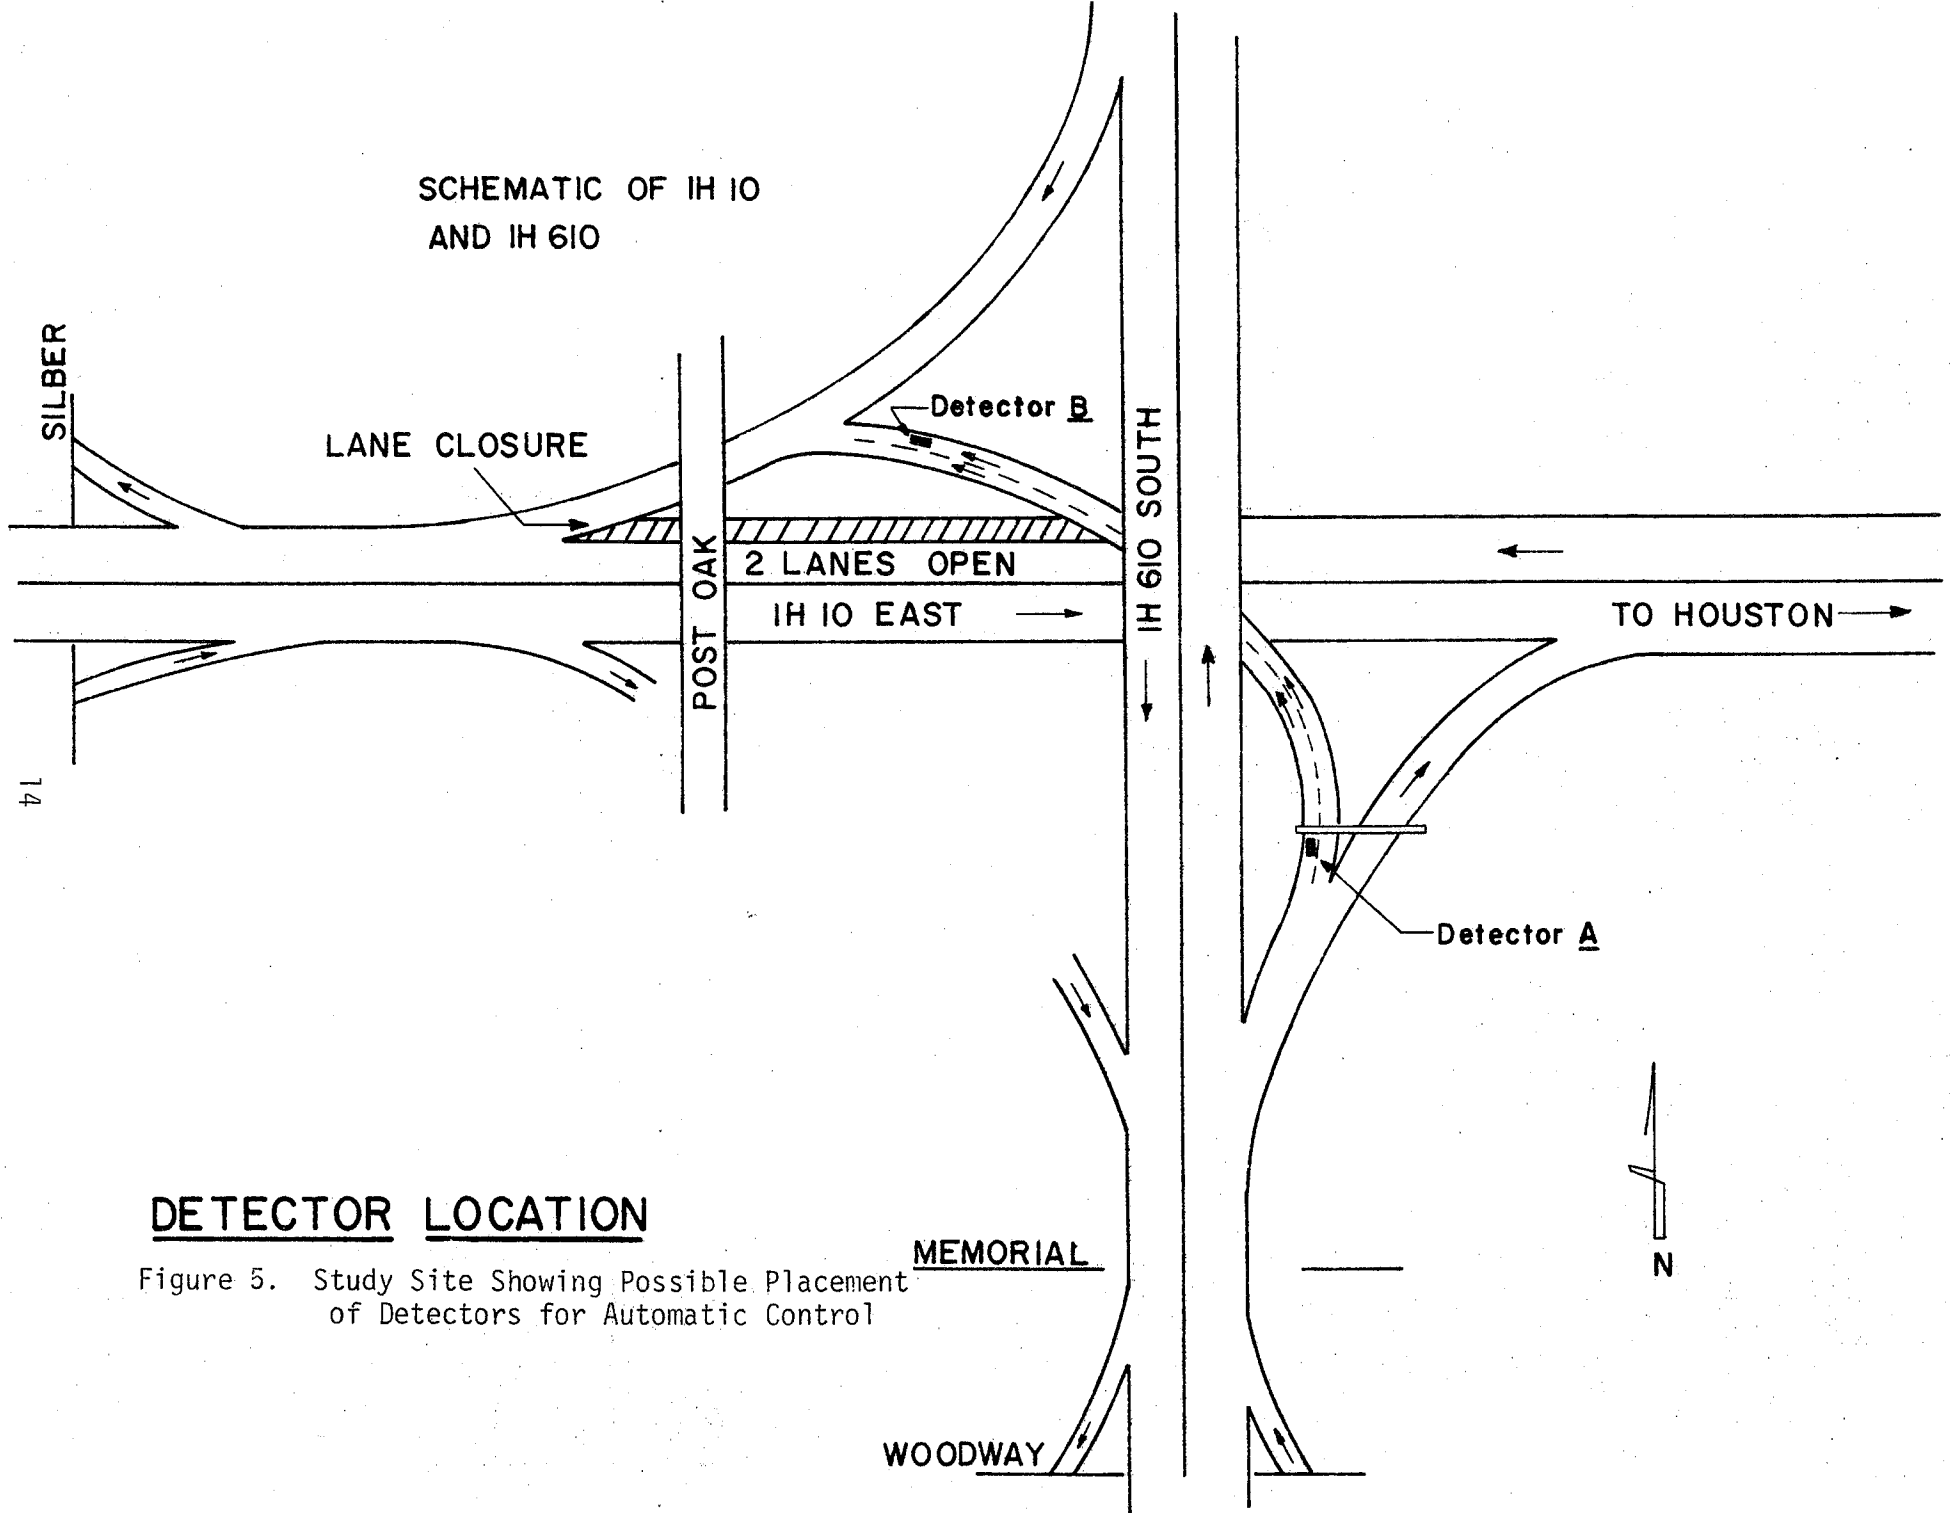 SCHEMATIC OF IH 10
AND IH 610
SILBER
LANE CLOSURE
Detector B
IH 610 SOUTH
POST OAK
2 LANES OPEN
IH 10 EAST
TO HOUSTON
14
Detector A
N
DETECTOR LOCATION
MEMORIAL
Figure 5. Study Site Showing Possible Placement
of Detectors for Automatic Control
WOODWAY